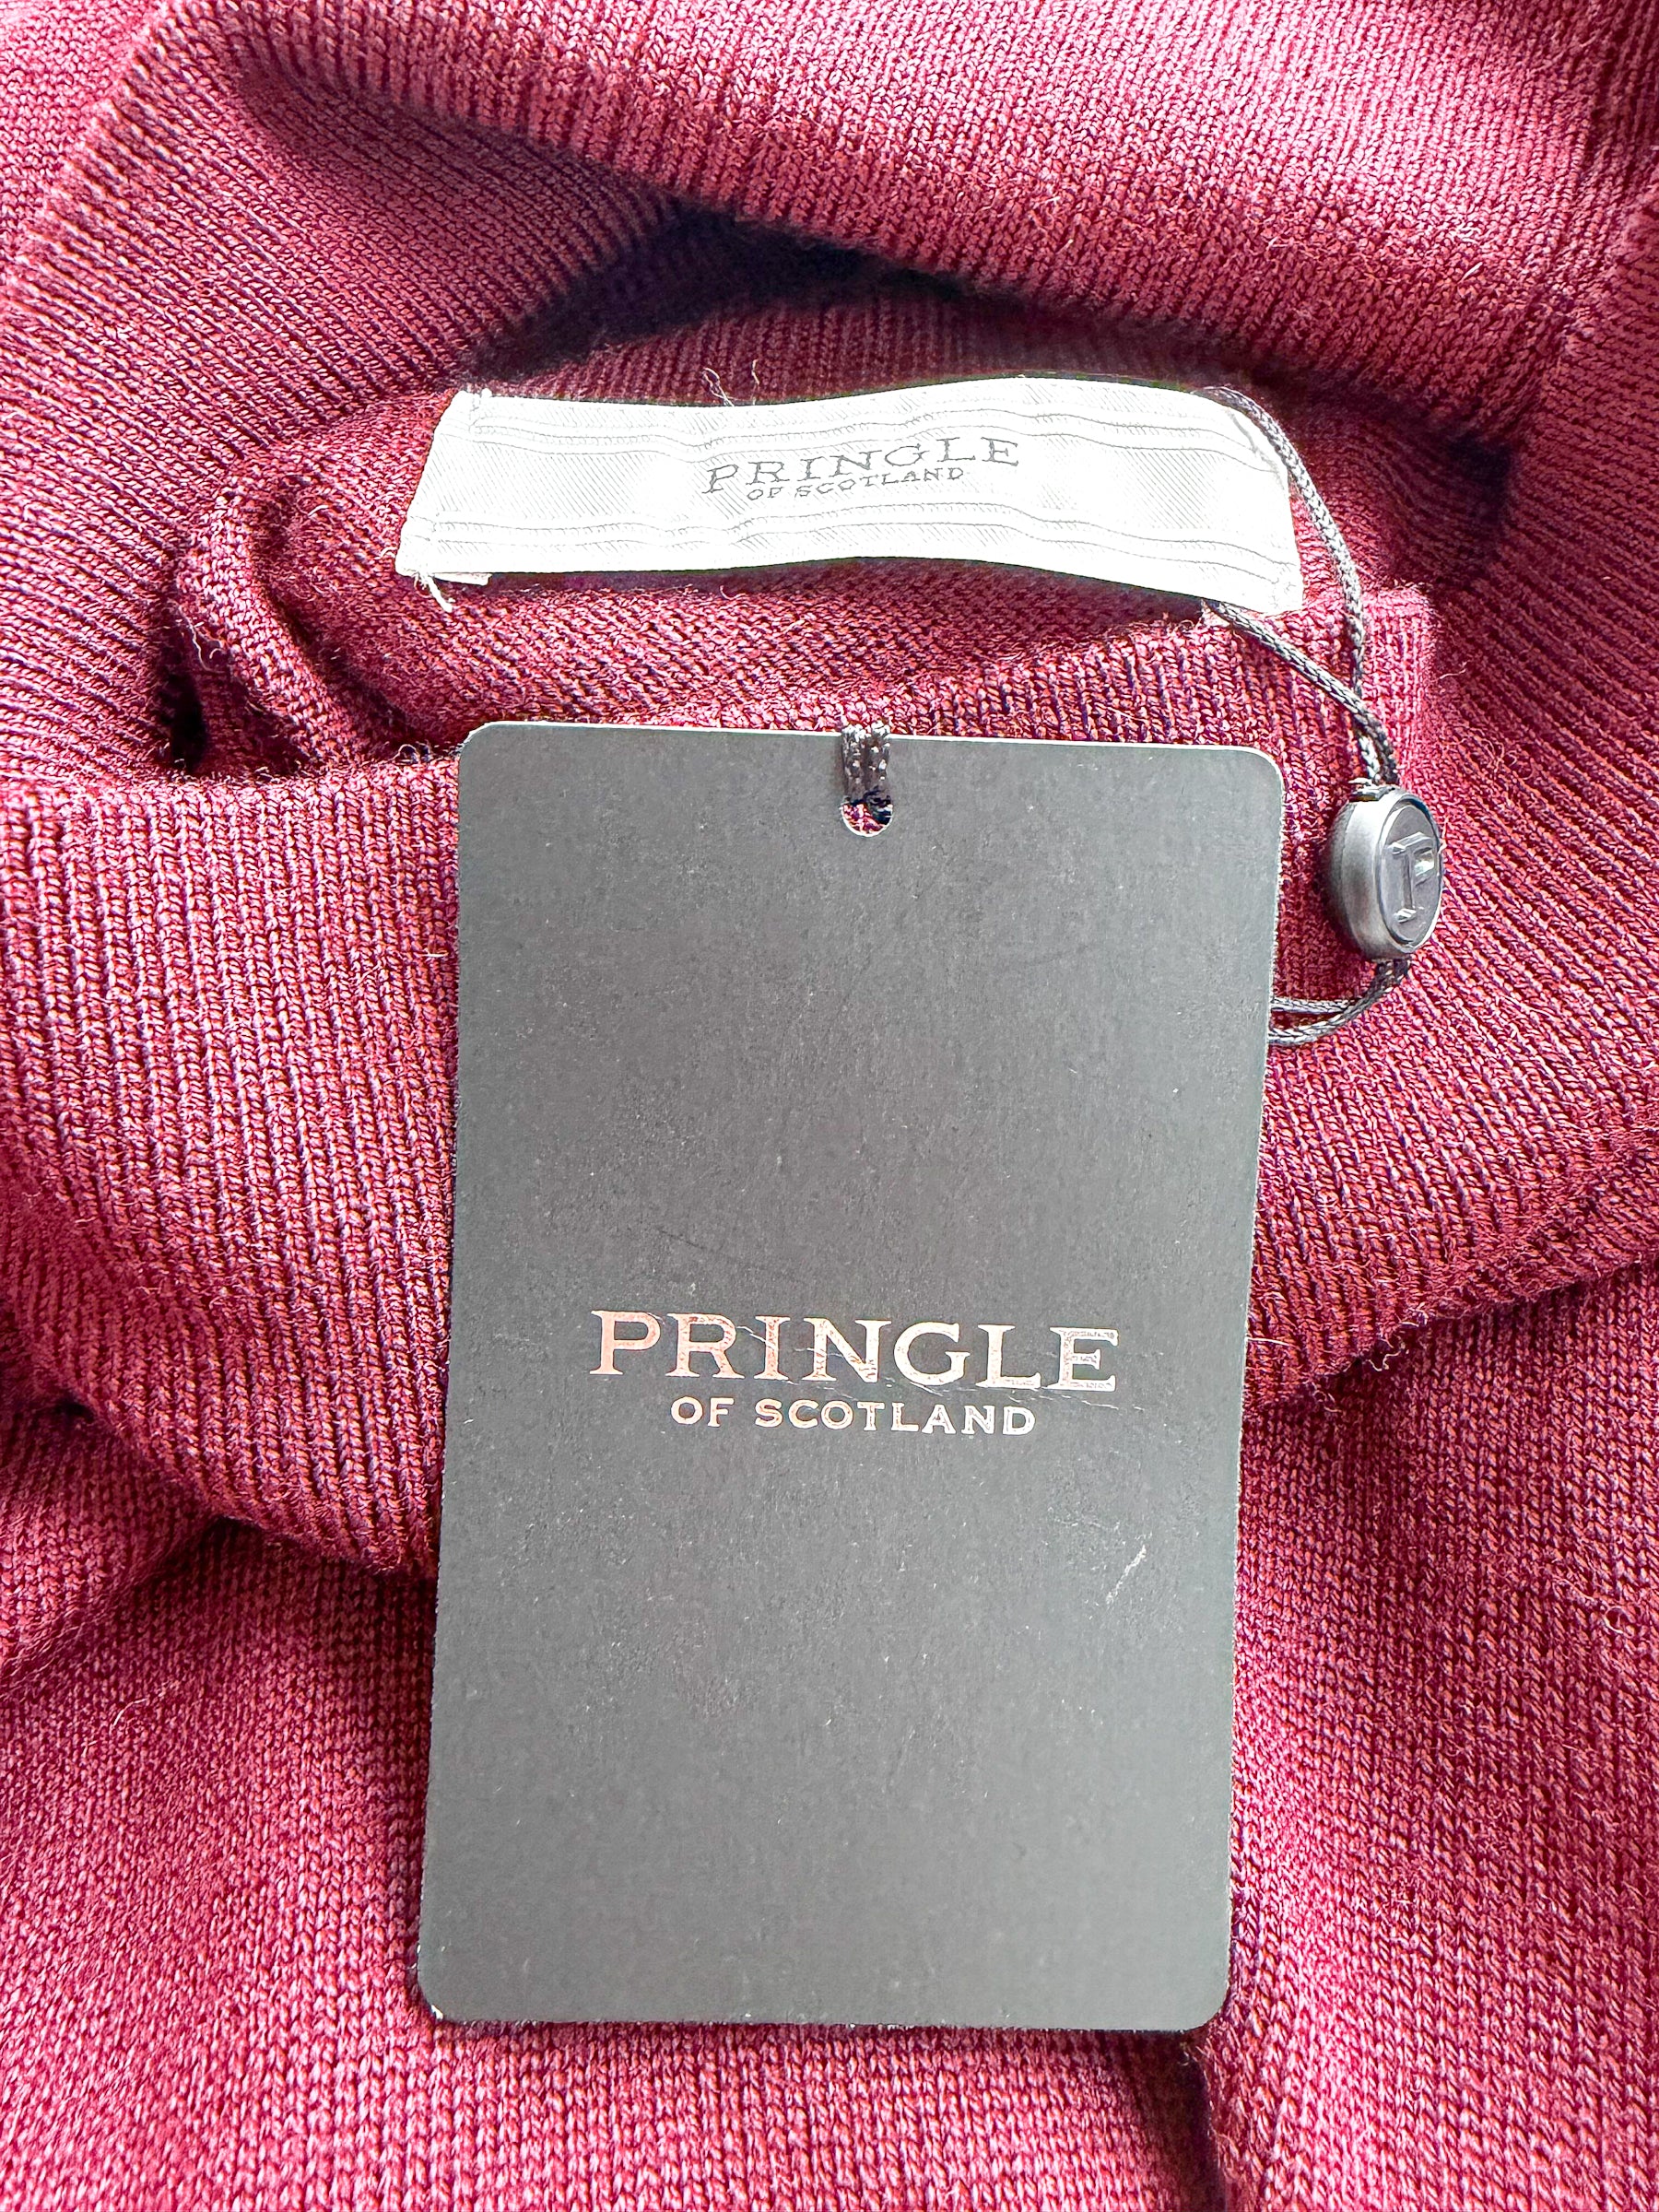 PRINGLE
OF SCOTLAND
P
PRINGLE
OF SCOTLAND